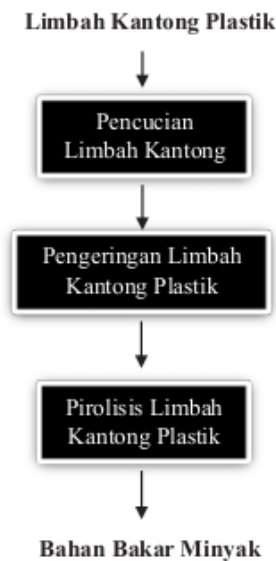 Limbah Kantong Plastik
Pencucian
Limbah Kantong
Pengeringan Limbah
Kantong Plastik
Pirolisis Limbah
Kantong Plastik
Bahan Bakar Minyak